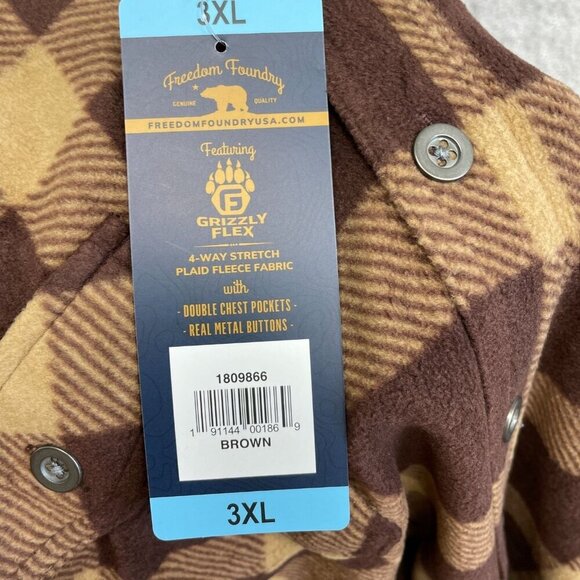 3XL
Freedom Foundry
GENUINE QUALITY
FREEDOMFOUNDRYUSA.COM
Featuring
F
GRIZZLY
FLEX
4-WAY STRETCH
PLAID FLEECE FABRIC
with
- DOUBLE CHEST POCKETS -
- REAL METAL BUTTONS -
1809866
1 91144 00186 9
BROWN
3XL